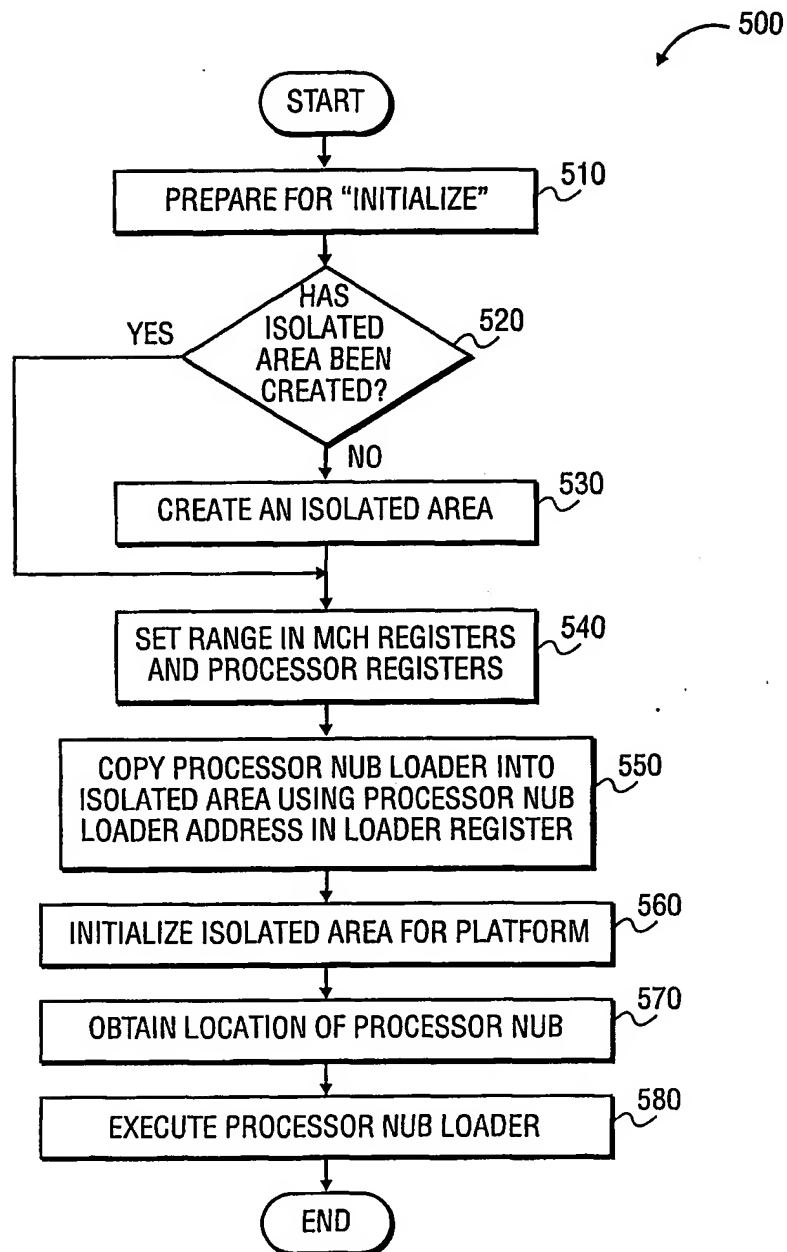 500
START
PREPARE FOR “INITIALIZE”
510
HAS
ISOLATED
AREA BEEN
CREATED?
520
YES
NO
CREATE AN ISOLATED AREA
530
SET RANGE IN MCH REGISTERS
AND PROCESSOR REGISTERS
540
COPY PROCESSOR NUB LOADER INTO
ISOLATED AREA USING PROCESSOR NUB
LOADER ADDRESS IN LOADER REGISTER
550
INITIALIZE ISOLATED AREA FOR PLATFORM
560
OBTAIN LOCATION OF PROCESSOR NUB
570
EXECUTE PROCESSOR NUB LOADER
580
END